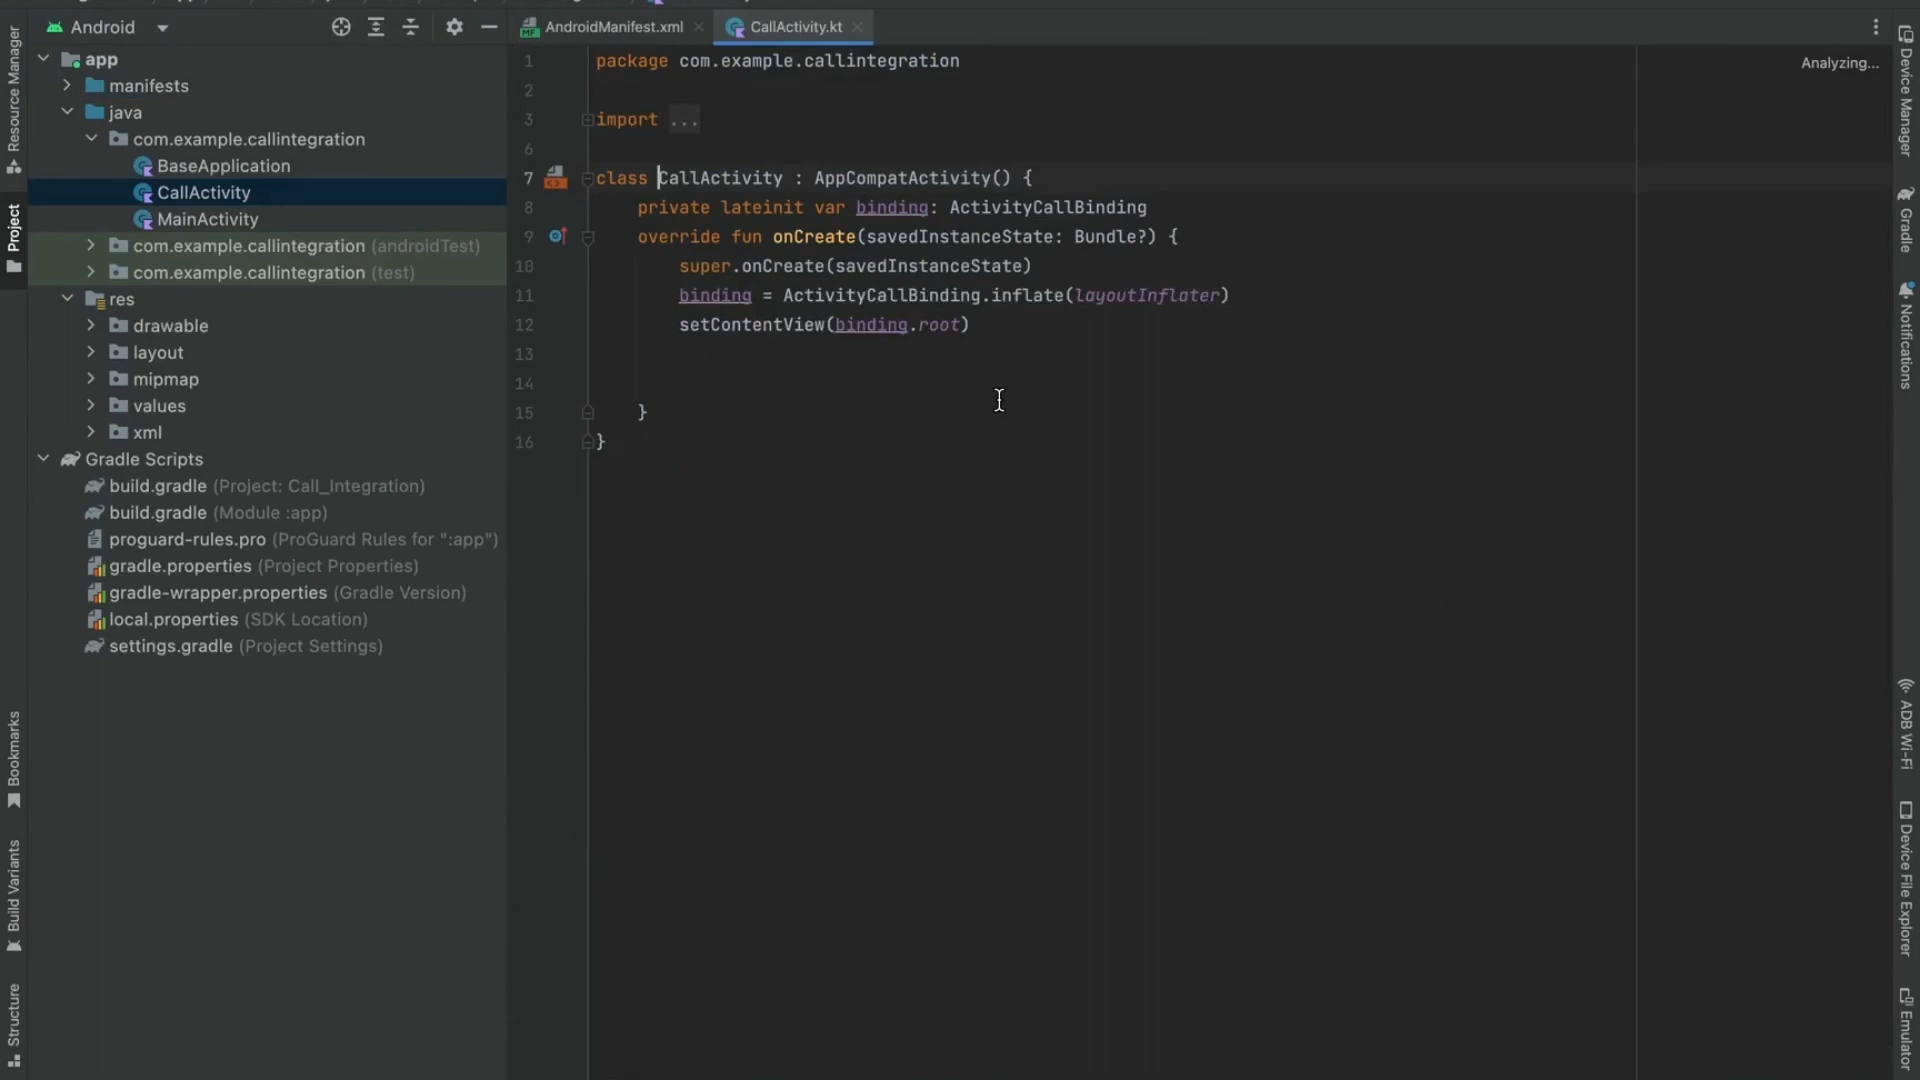 Android
AndroidManifest.xml
CallActivity.kt
Analyzing...
app
manifests
java
com.example.callintegration
BaseApplication
CallActivity
MainActivity
com.example.callintegration (androidTest)
com.example.callintegration (test)
res
drawable
layout
mipmap
values
xml
Gradle Scripts
build.gradle (Project: Call_Integration)
build.gradle (Module :app)
proguard-rules.pro (ProGuard Rules for ":app")
gradle.properties (Project Properties)
gradle-wrapper.properties (Gradle Version)
local.properties (SDK Location)
settings.gradle (Project Settings)
1 package com.example.callintegration
2
3 import ...
6
7 class CallActivity : AppCompatActivity() {
8 private lateinit var binding: ActivityCallBinding
9 override fun onCreate(savedInstanceState: Bundle?) {
10 super.onCreate(savedInstanceState)
11 binding = ActivityCallBinding.inflate(layoutInflater)
12 setContentView(binding.root)
13
14
15 }
16 }
Resource Manager
Project
Bookmarks
Build Variants
Structure
Device Manager
Gradle
Notifications
ADB Wi-Fi
Device File Explorer
Emulator